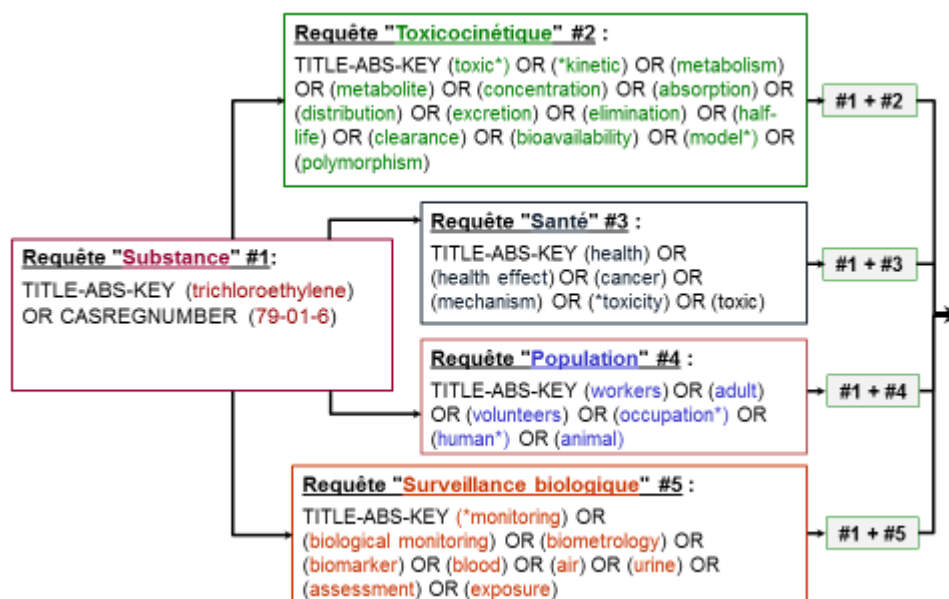 Requête "Toxicocinétique" #2 :
TITLE-ABS-KEY (toxic*) OR (*kinetic) OR (metabolism)
OR (metabolite) OR (concentration) OR (absorption) OR
(distribution) OR (excretion) OR (elimination) OR (half-
life) OR (clearance) OR (bioavailability) OR (model*) OR
(polymorphism)
#1 + #2
Requête "Santé" #3 :
TITLE-ABS-KEY (health) OR
(health effect) OR (cancer) OR
(mechanism) OR (*toxicity) OR (toxic)
#1 + #3
Requête "Substance" #1:
TITLE-ABS-KEY (trichloroethylene)
OR CASREGNUMBER (79-01-6)
Requête "Population" #4 :
TITLE-ABS-KEY (workers) OR (adult)
OR (volunteers) OR (occupation*) OR
(human*) OR (animal)
#1 + #4
Requête "Surveillance biologique" #5 :
TITLE-ABS-KEY (*monitoring) OR
(biological monitoring) OR (biometrology) OR
(biomarker) OR (blood) OR (air) OR (urine) OR
(assessment) OR (exposure)
#1 + #5